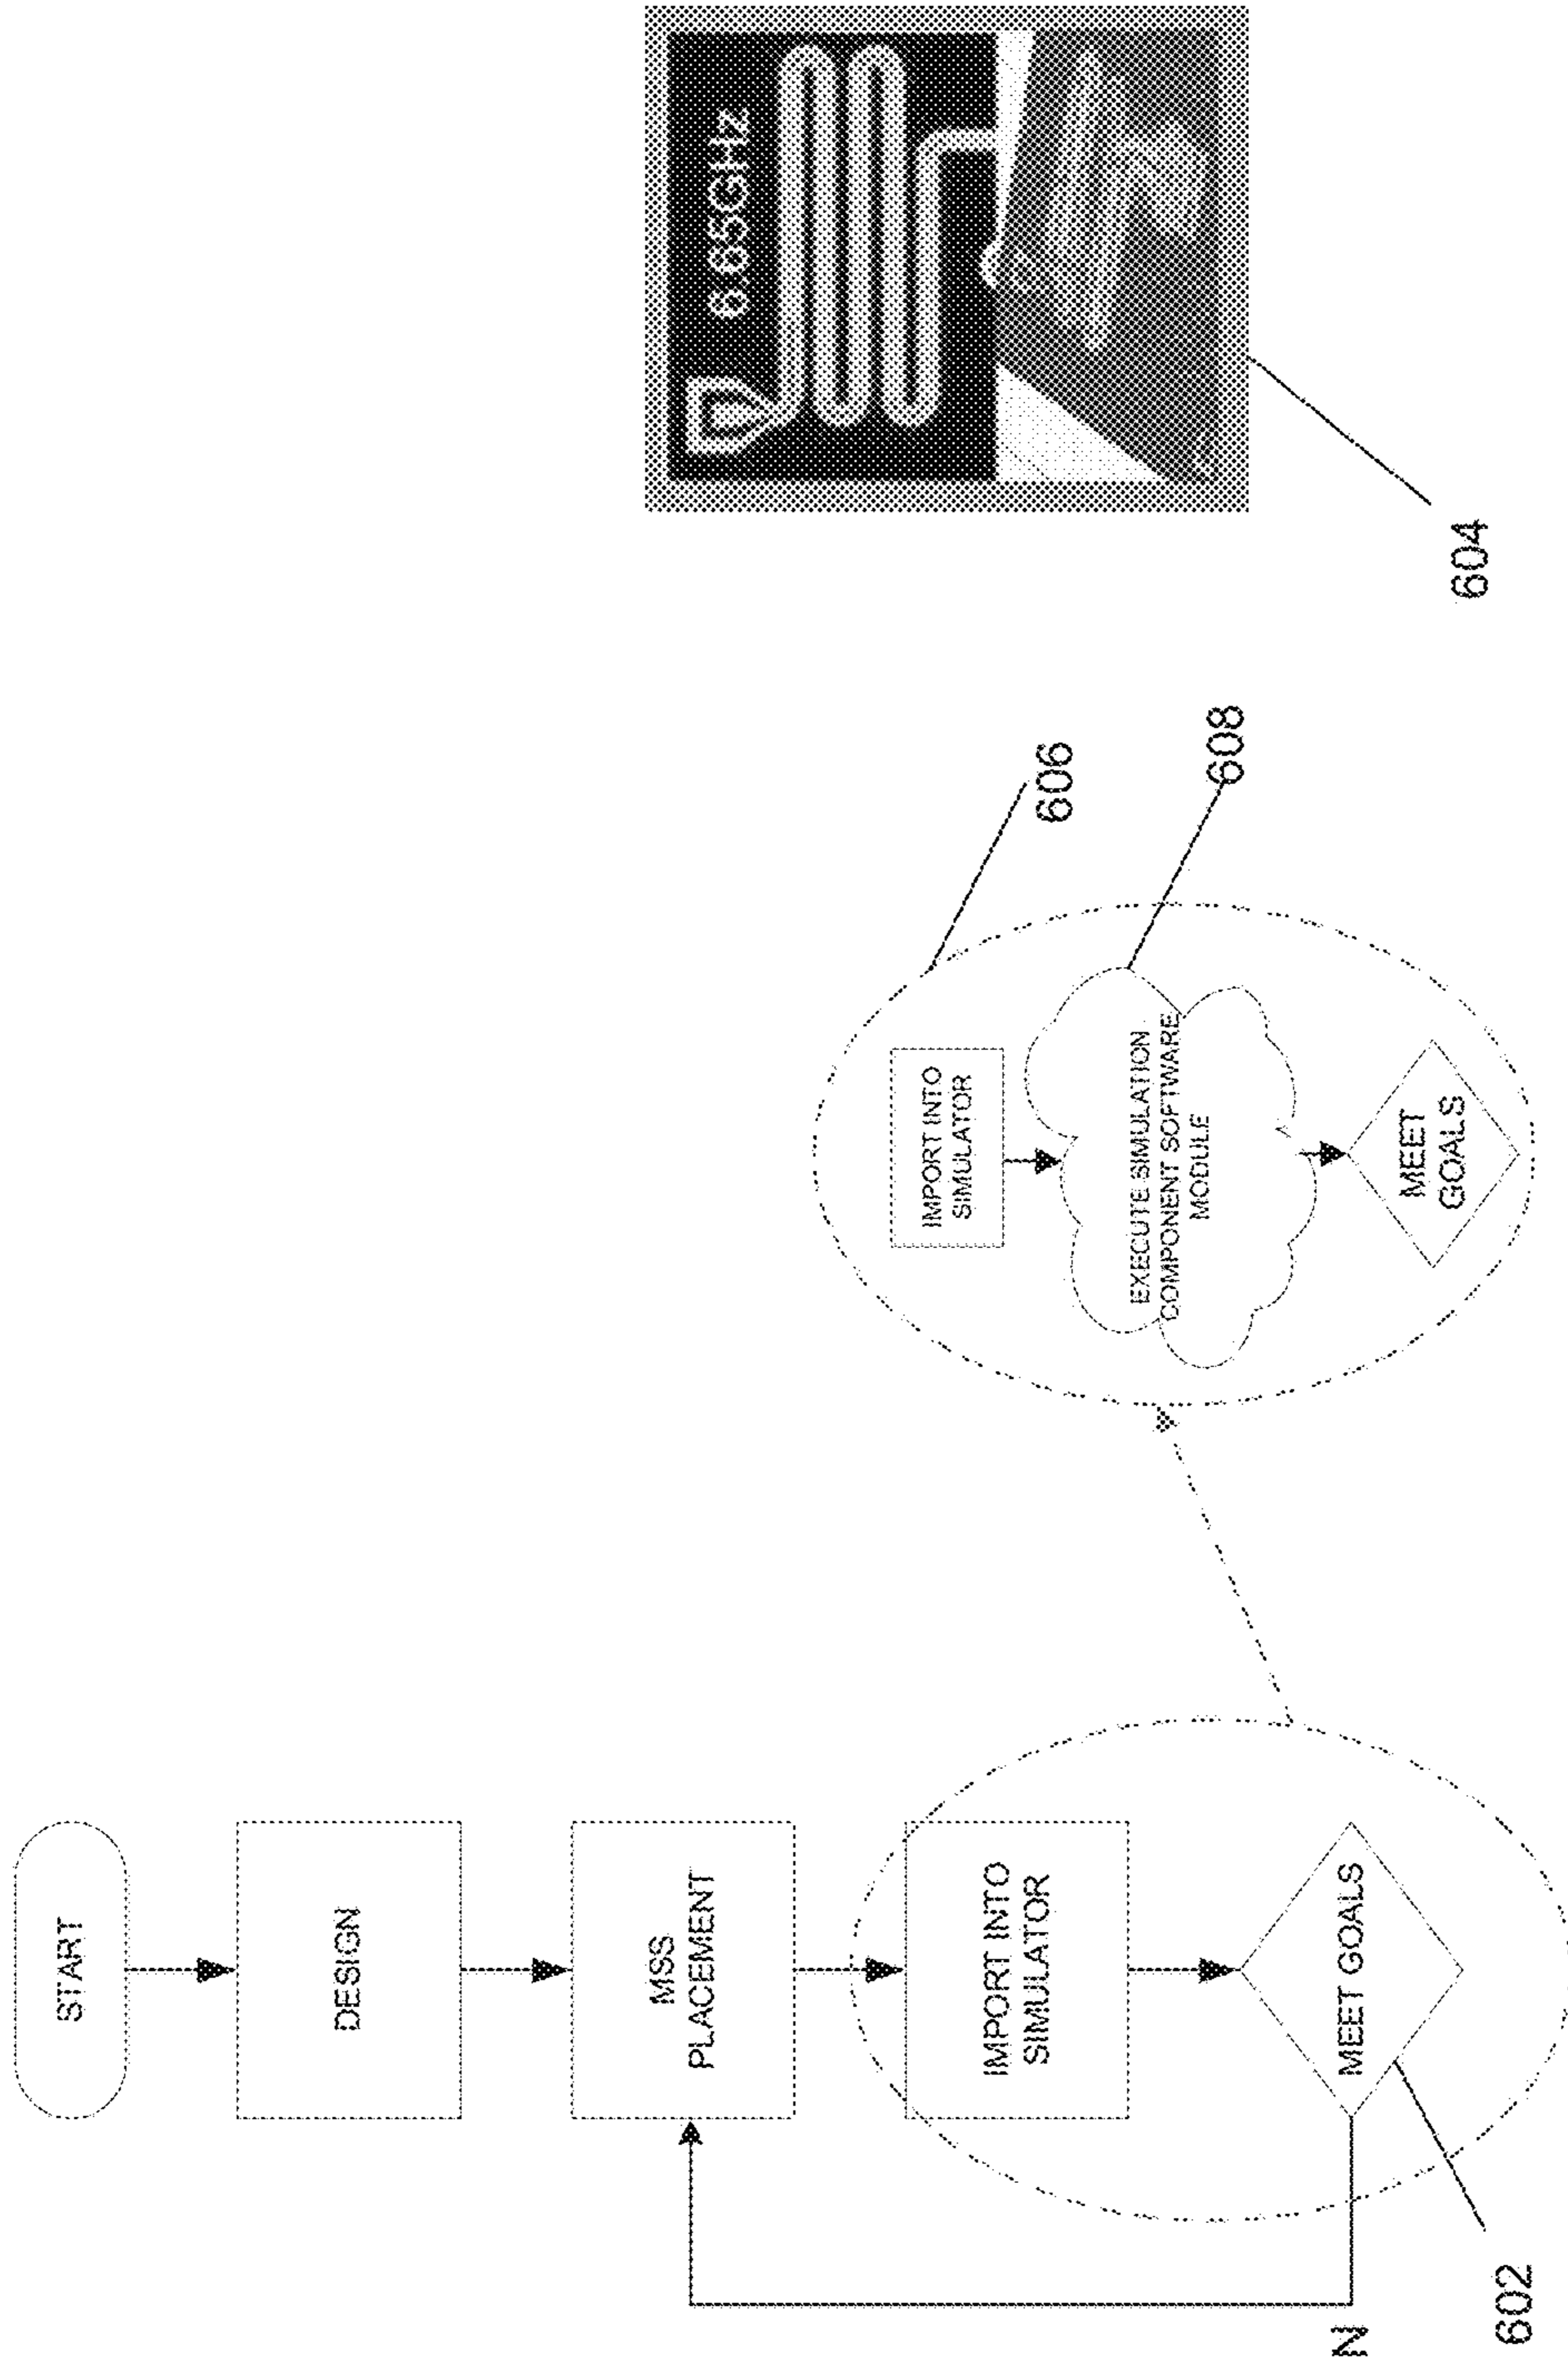 START
DESIGN
MSS
PLACEMENT
IMPORT INTO
SIMULATOR
MEET GOALS
N
602
IMPORT INTO
SIMULATOR
EXECUTE SIMULATION
COMPONENT SOFTWARE
MODULE
MEET
GOALS
606
608
6.65GHz
604